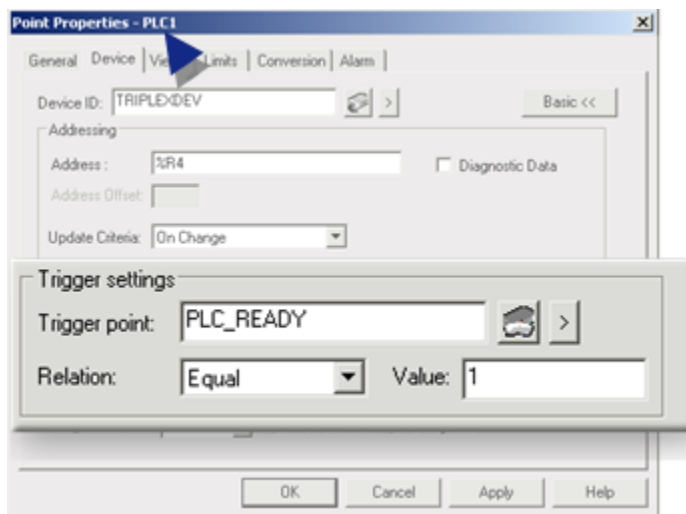 Point Properties - PLC1
General Device Limits Conversion Alarm
Device ID: TRIPLEXDEV > Basic <<
Addressing
Address : %R4 Diagnostic Data
Address Offset:
Update Criteria: On Change
Trigger settings
Trigger point: PLC_READY >
Relation: Equal Value: 1
OK Cancel Apply Help